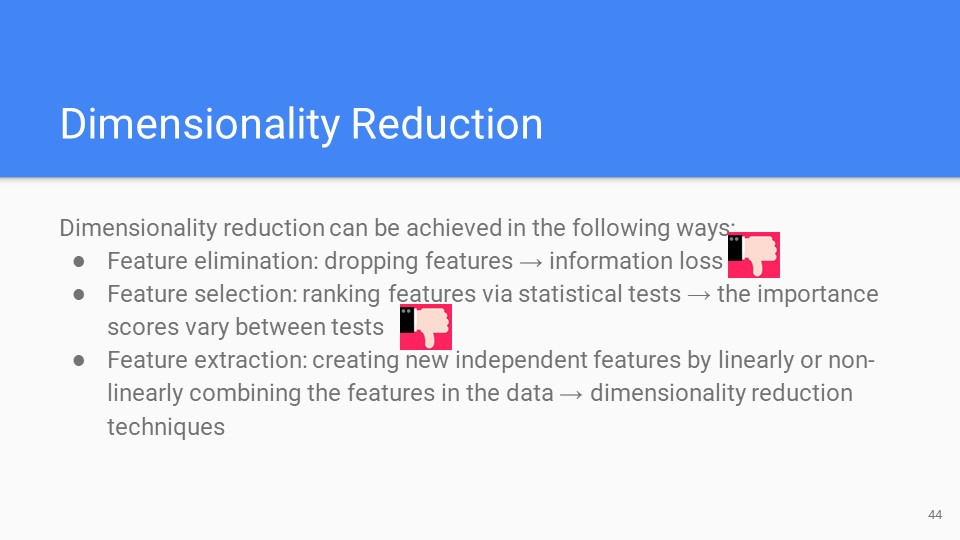 Dimensionality Reduction
Dimensionality reduction can be achieved in the following ways:
● Feature elimination: dropping features → information loss
● Feature selection: ranking features via statistical tests → the importance
scores vary between tests
● Feature extraction: creating new independent features by linearly or non-
linearly combining the features in the data → dimensionality reduction
techniques
44